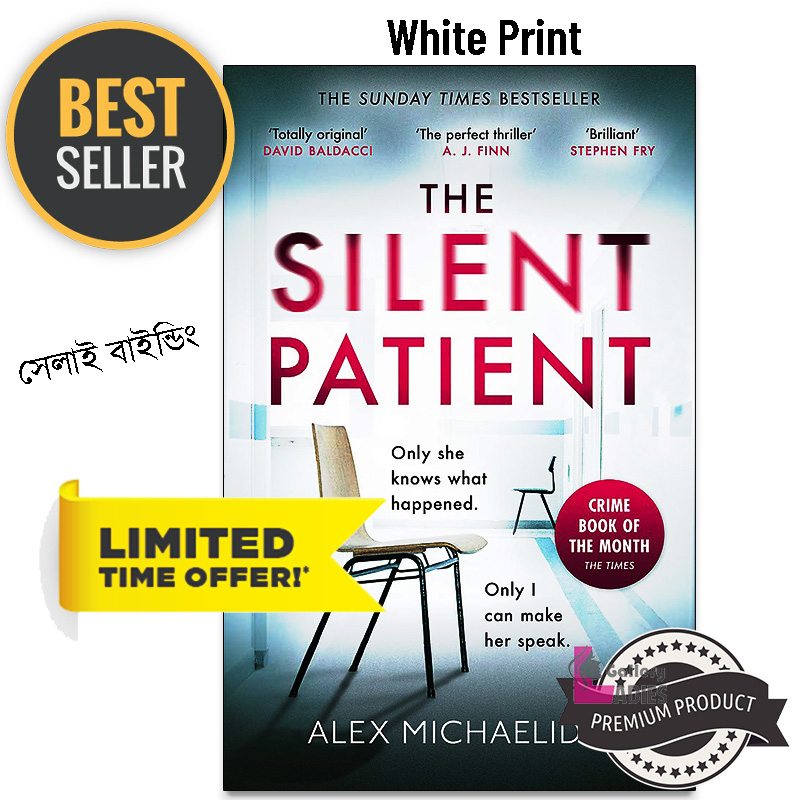 White Print
BEST
SELLER
THE SUNDAY TIMES BESTSELLER
'Totally original'
DAVID BALDACCI
'The perfect thriller'
A. J. FINN
'Brilliant'
STEPHEN FRY
THE
SILENT
PATIENT
সেলাই বাইন্ডিং
Only she
knows what
happened.
LIMITED
TIME OFFER!*
CRIME
BOOK OF
THE MONTH
THE TIMES
Only I
can make
her speak.
Gallery
LADIES
PREMIUM PRODUCT
ALEX MICHAELID